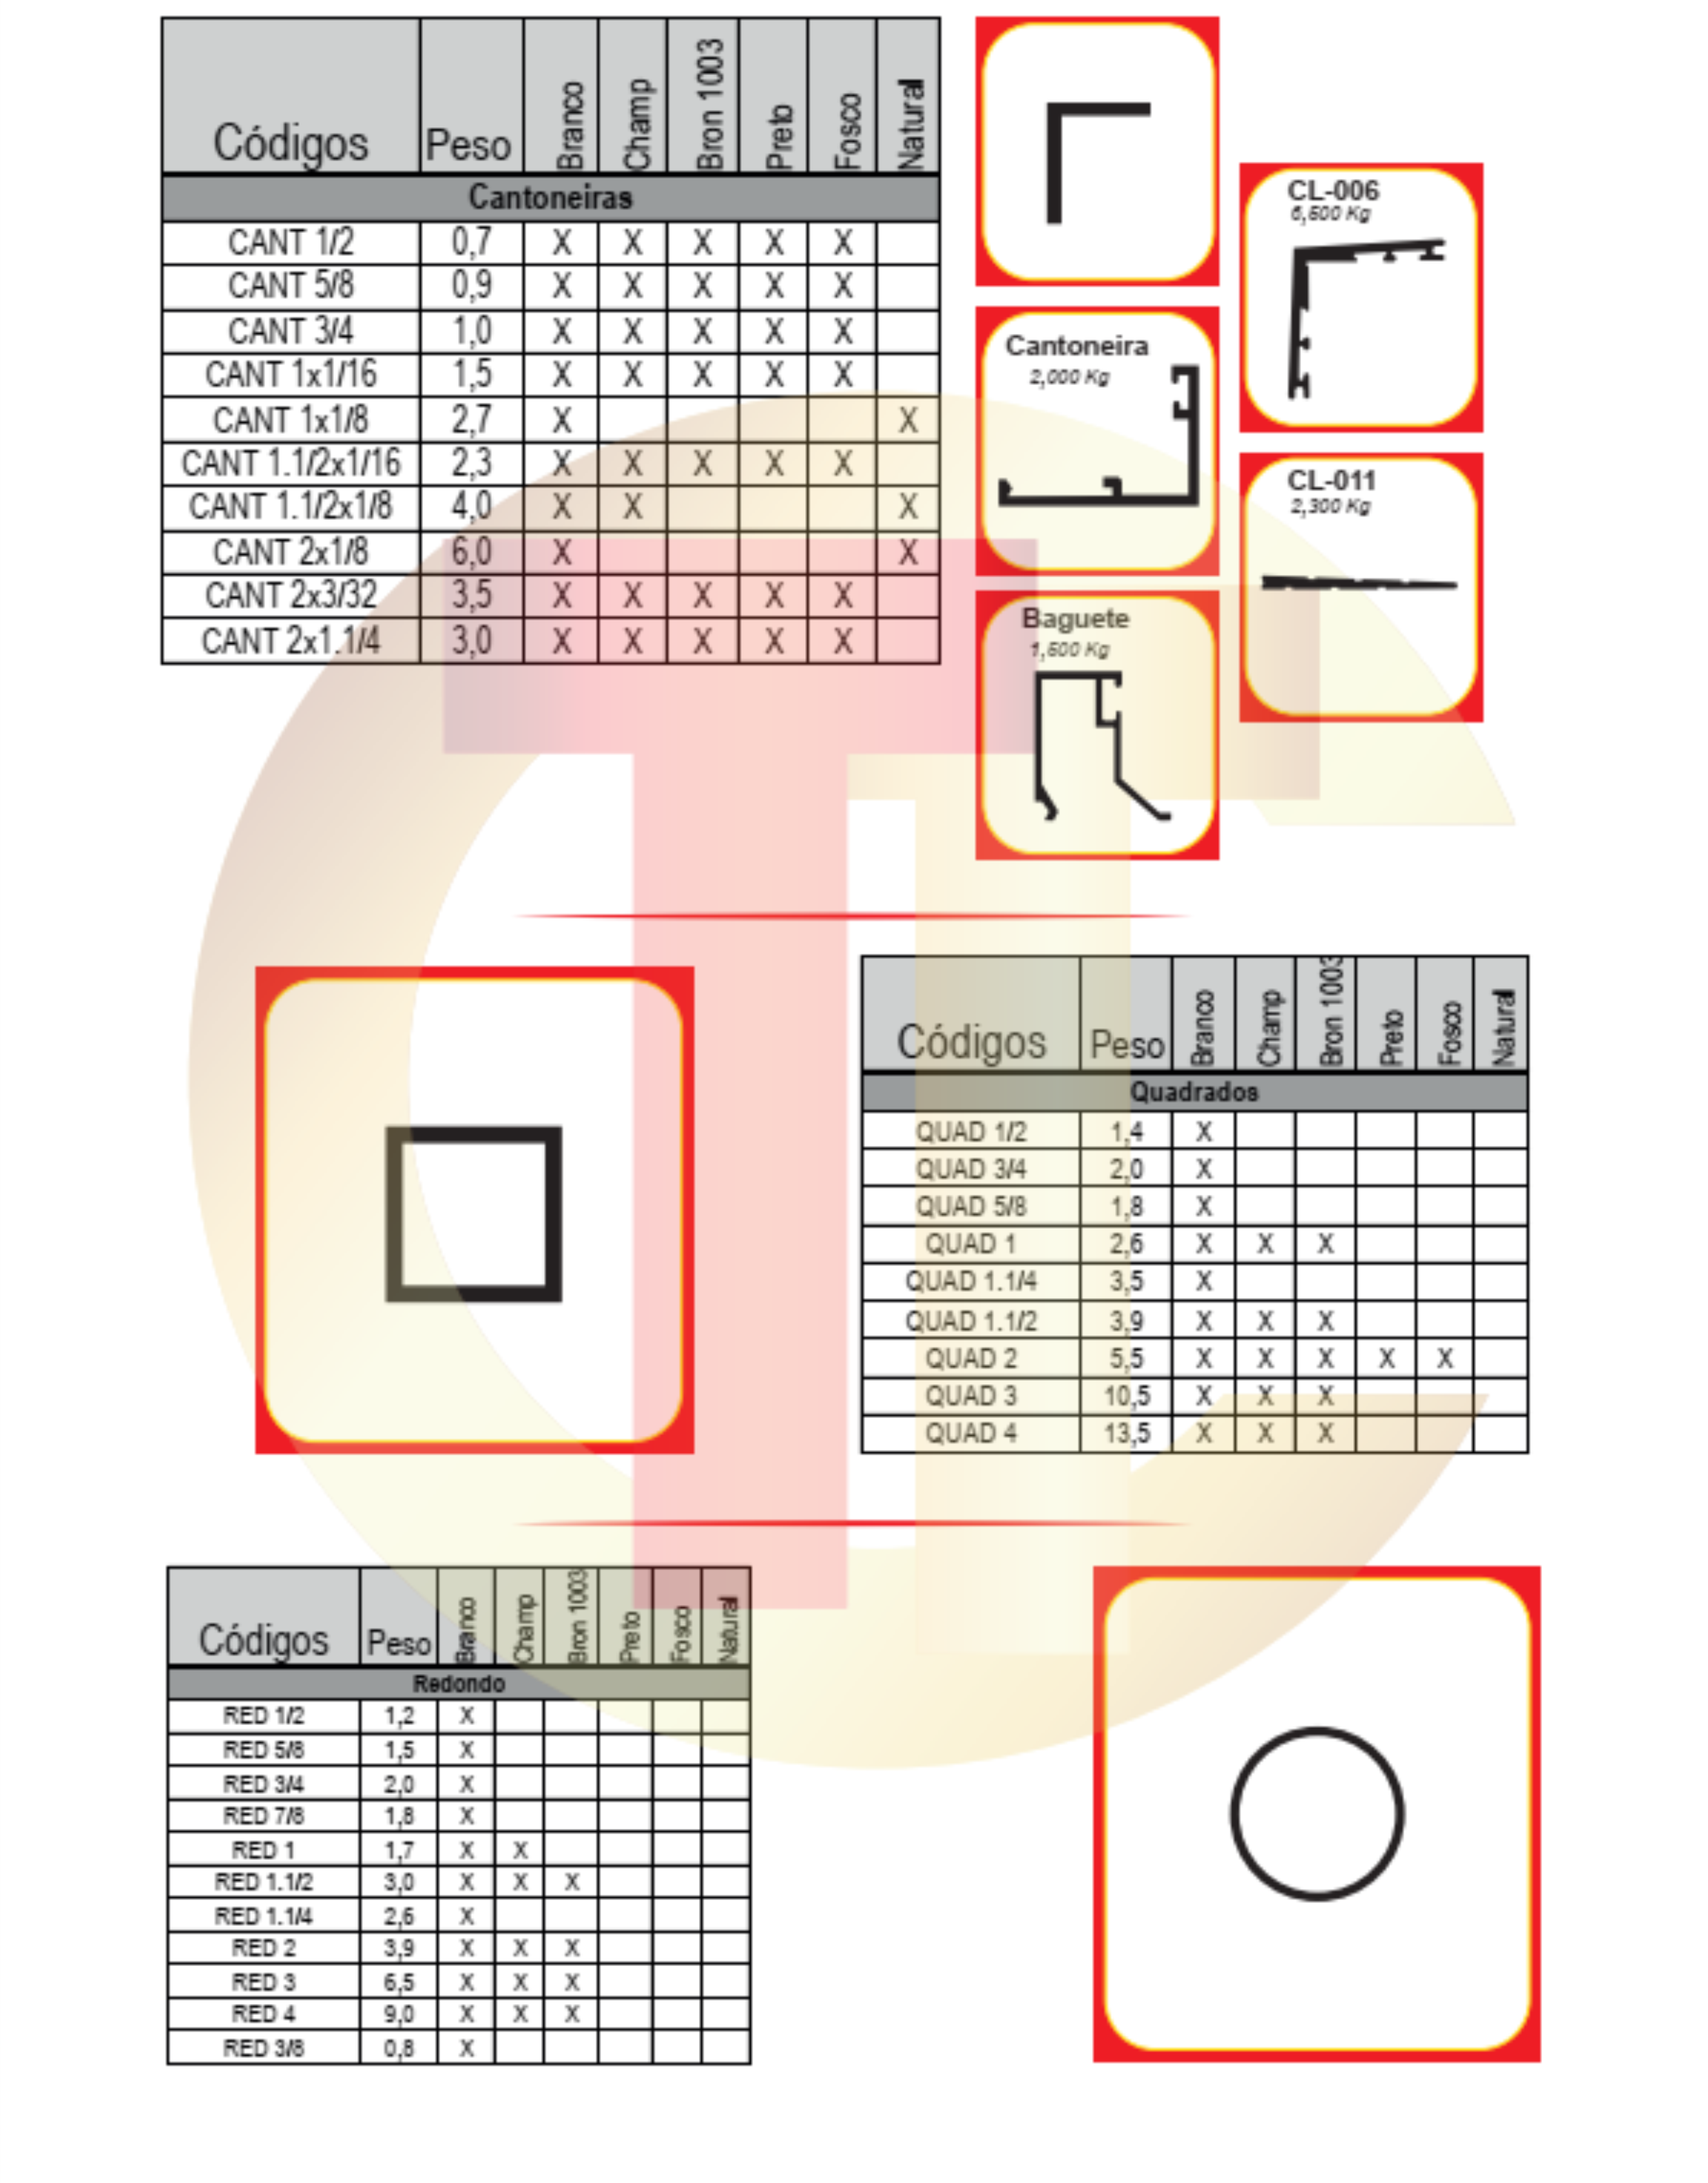 Códigos Peso Branco Champ Bron 1003 Preto Fosco Natural
Cantoneiras
CANT 1/2 0,7 X X X X X
CANT 5/8 0,9 X X X X X
CANT 3/4 1,0 X X X X X
CANT 1x1/16 1,5 X X X X X
CANT 1x1/8 2,7 X X
CANT 1.1/2x1/16 2,3 X X X X X
CANT 1.1/2x1/8 4,0 X X X
CANT 2x1/8 6,0 X X
CANT 2x3/32 3,5 X X X X X
CANT 2x1.1/4 3,0 X X X X X
CL-006
6,500 Kg
Cantoneira
2,000 Kg
CL-011
2,300 Kg
Baguete
1,500 Kg
Códigos Peso Branco Champ Bron 1003 Preto Fosco Natural
Quadrados
QUAD 1/2 1,4 X
QUAD 3/4 2,0 X
QUAD 5/8 1,8 X
QUAD 1 2,6 X X X
QUAD 1.1/4 3,5 X
QUAD 1.1/2 3,9 X X X
QUAD 2 5,5 X X X X X
QUAD 3 10,5 X X X
QUAD 4 13,5 X X X
Códigos Peso Branco Champ Bron 1003 Preto Fosco Natural
Redondo
RED 1/2 1,2 X
RED 5/8 1,5 X
RED 3/4 2,0 X
RED 7/8 1,8 X
RED 1 1,7 X X
RED 1.1/2 3,0 X X X
RED 1.1/4 2,6 X
RED 2 3,9 X X X
RED 3 6,5 X X X
RED 4 9,0 X X X
RED 3/8 0,8 X